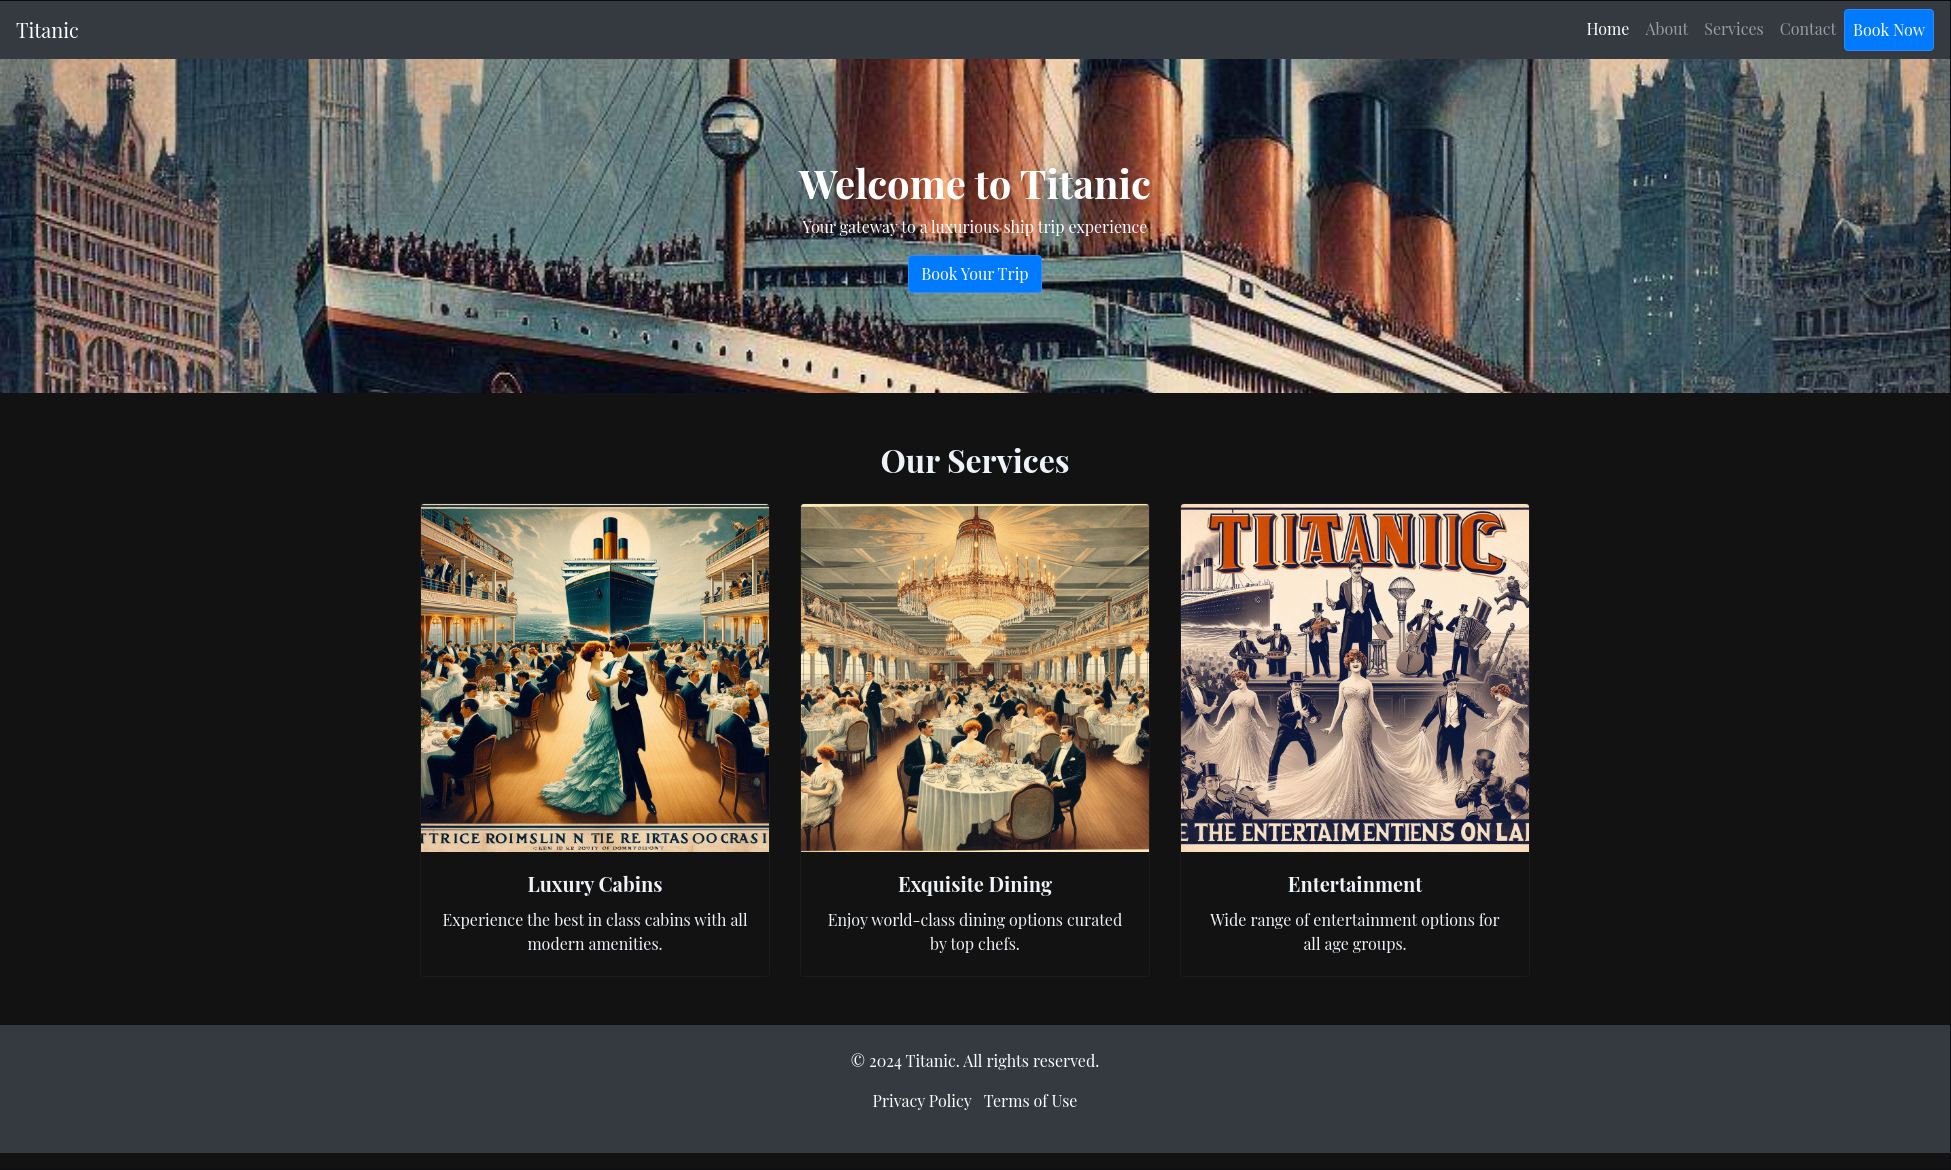 Titanic
Home About Services Contact Book Now
Welcome to Titanic
Your gateway to a luxurious ship trip experience
Book Your Trip
Our Services
TIITANIIC
TTRICE ROIMSLIN N TIE RE IRTAS OO CRAS I
E THE ENTERTAIMENTIENS ON LAI
Luxury Cabins
Experience the best in class cabins with all
modern amenities.
Exquisite Dining
Enjoy world-class dining options curated
by top chefs.
Entertainment
Wide range of entertainment options for
all age groups.
© 2024 Titanic. All rights reserved.
Privacy Policy Terms of Use